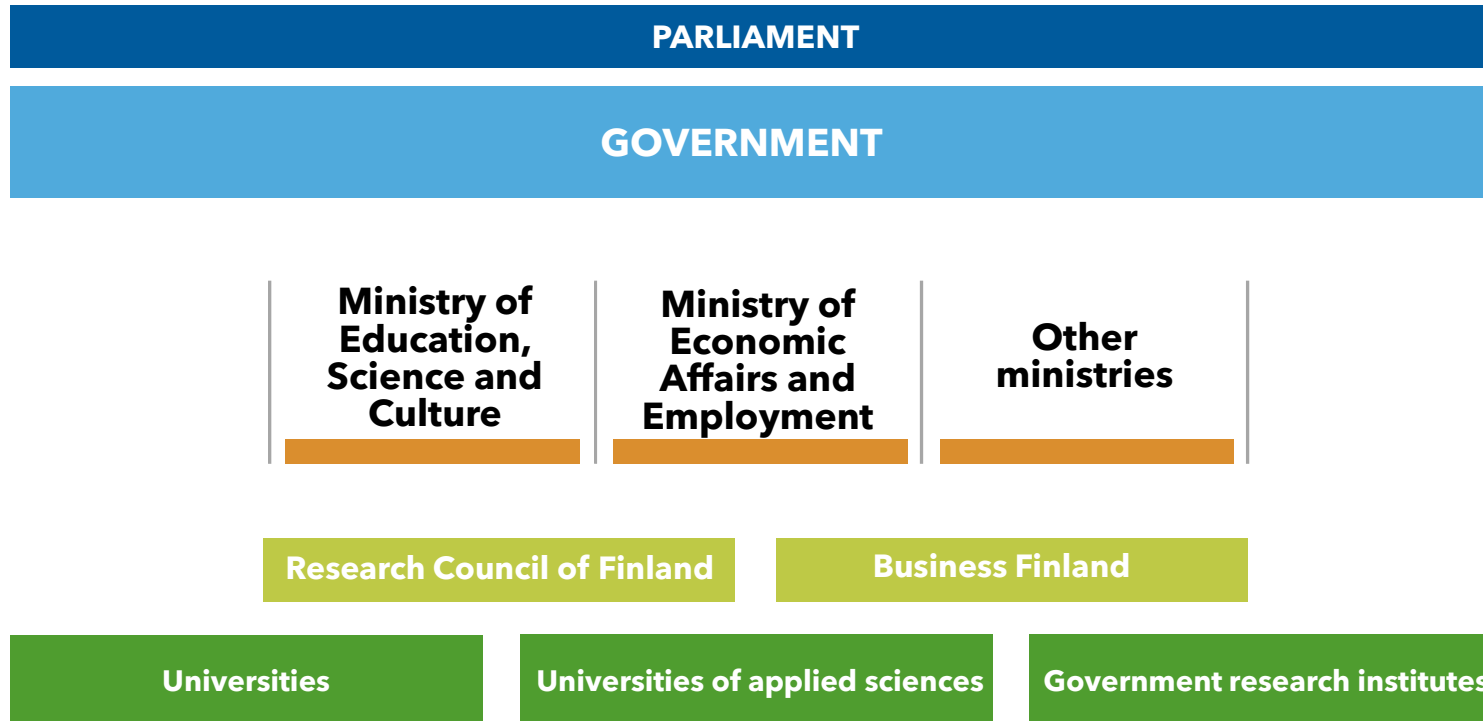 PARLIAMENT
GOVERNMENT
Ministry of
Education,
Science and
Culture
Ministry of
Economic
Affairs and
Employment
Other
ministries
Research Council of Finland
Business Finland
Universities
Universities of applied sciences
Government research institutes